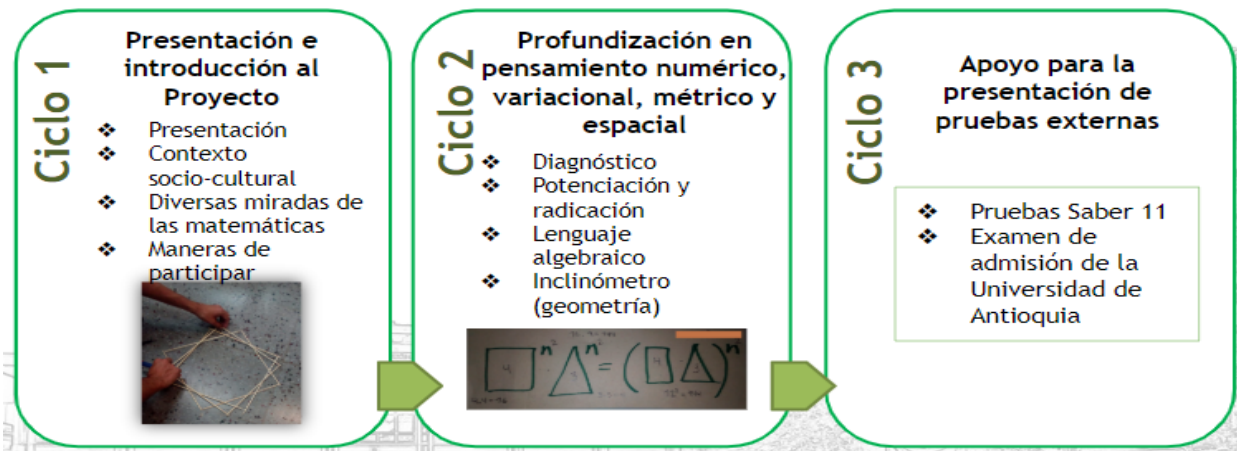 Ciclo 1
Presentación e
introducción al
Proyecto
❖ Presentación
❖ Contexto
socio-cultural
❖ Diversas miradas de
las matemáticas
❖ Maneras de
participar
Ciclo 2
Profundización en
pensamiento numérico,
variacional, métrico y
espacial
❖ Diagnóstico
❖ Potenciación y
radicación
❖ Lenguaje
algebraico
❖ Inclinómetro
(geometría)
Ciclo 3
Apoyo para la
presentación de
pruebas externas
❖ Pruebas Saber 11
❖ Examen de
admisión de la
Universidad de
Antioquia